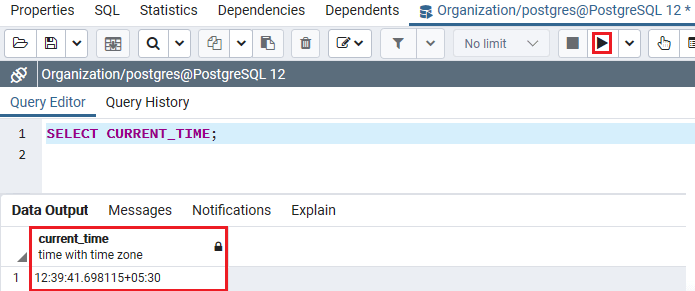 Properties SQL Statistics Dependencies Dependents Organization/postgres@PostgreSQL 12 *
No limit
Organization/postgres@PostgreSQL 12
Query Editor Query History
1 SELECT CURRENT_TIME;
2
Data Output Messages Notifications Explain
current_time
time with time zone
1 12:39:41.698115+05:30